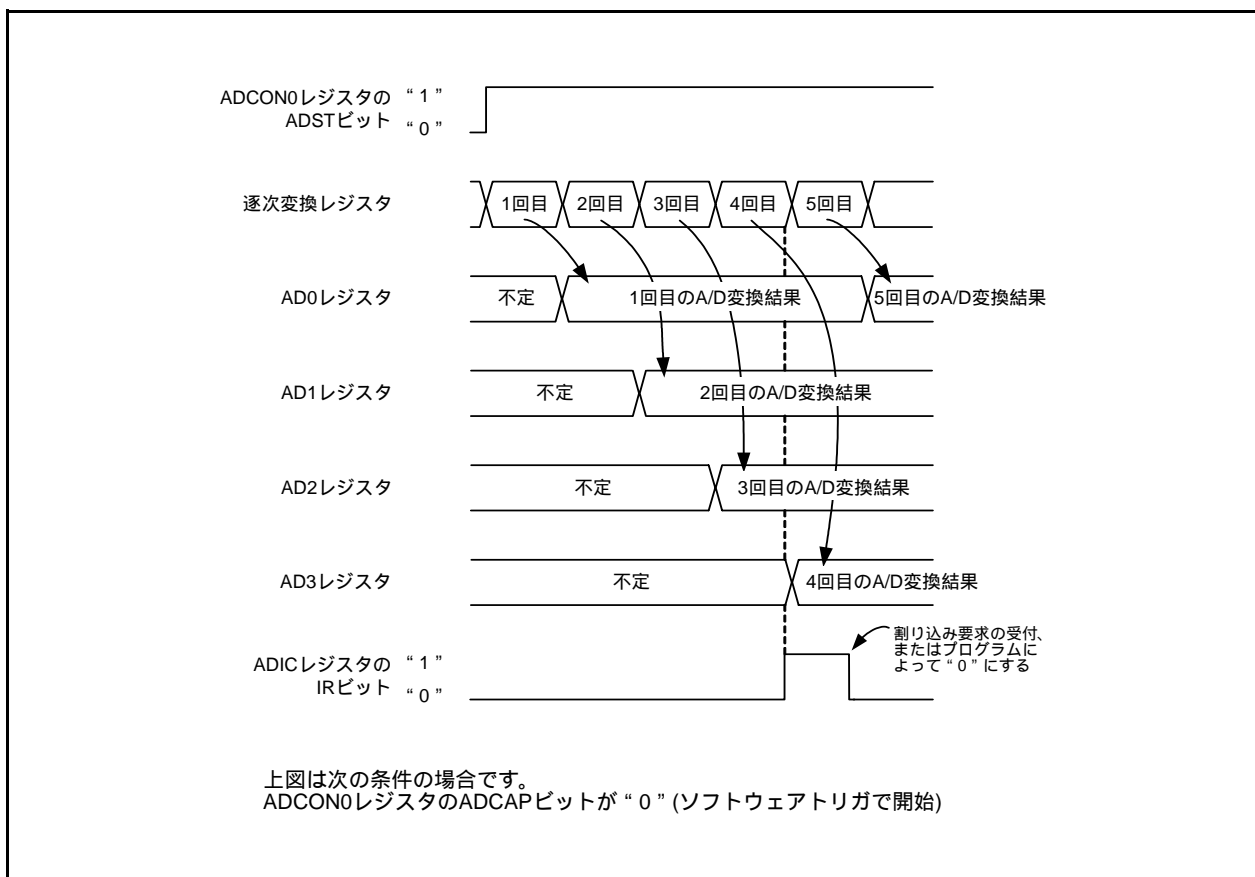 ADCON0レジスタの “1”
ADSTビット “0”
逐次変換レジスタ 1回目 2回目 3回目 4回目 5回目
AD0レジスタ 不定 1回目のA/D変換結果 5回目のA/D変換結果
AD1レジスタ 不定 2回目のA/D変換結果
AD2レジスタ 不定 3回目のA/D変換結果
AD3レジスタ 不定 4回目のA/D変換結果
割り込み要求の受付、
またはプログラムに
よって“0”にする
ADICレジスタの “1”
IRビット “0”
上図は次の条件の場合です。
ADCON0レジスタのADCAPビットが“0”(ソフトウェアトリガで開始)